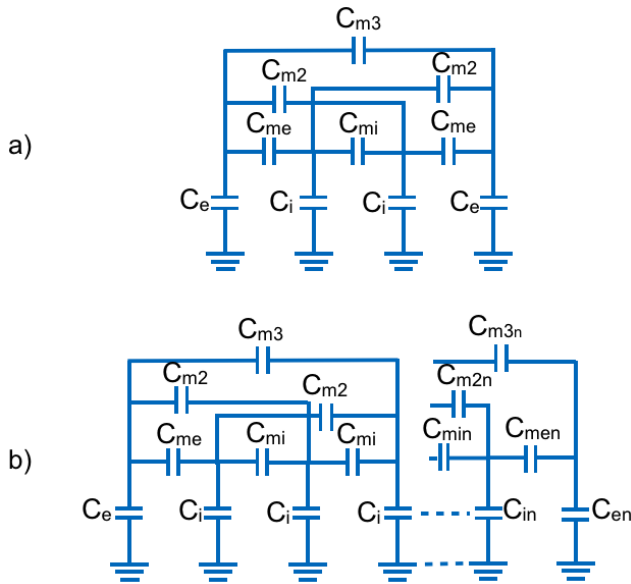 Cm3
Cm2 Cm2
Cme Cmi Cme
a)
Ce Ci Ci Ce
Cm3 Cm3n
Cm2 Cm2 Cm2n
Cme Cmi Cmi Cmin Cmen
b)
Ce Ci Ci Ci Cin Cen